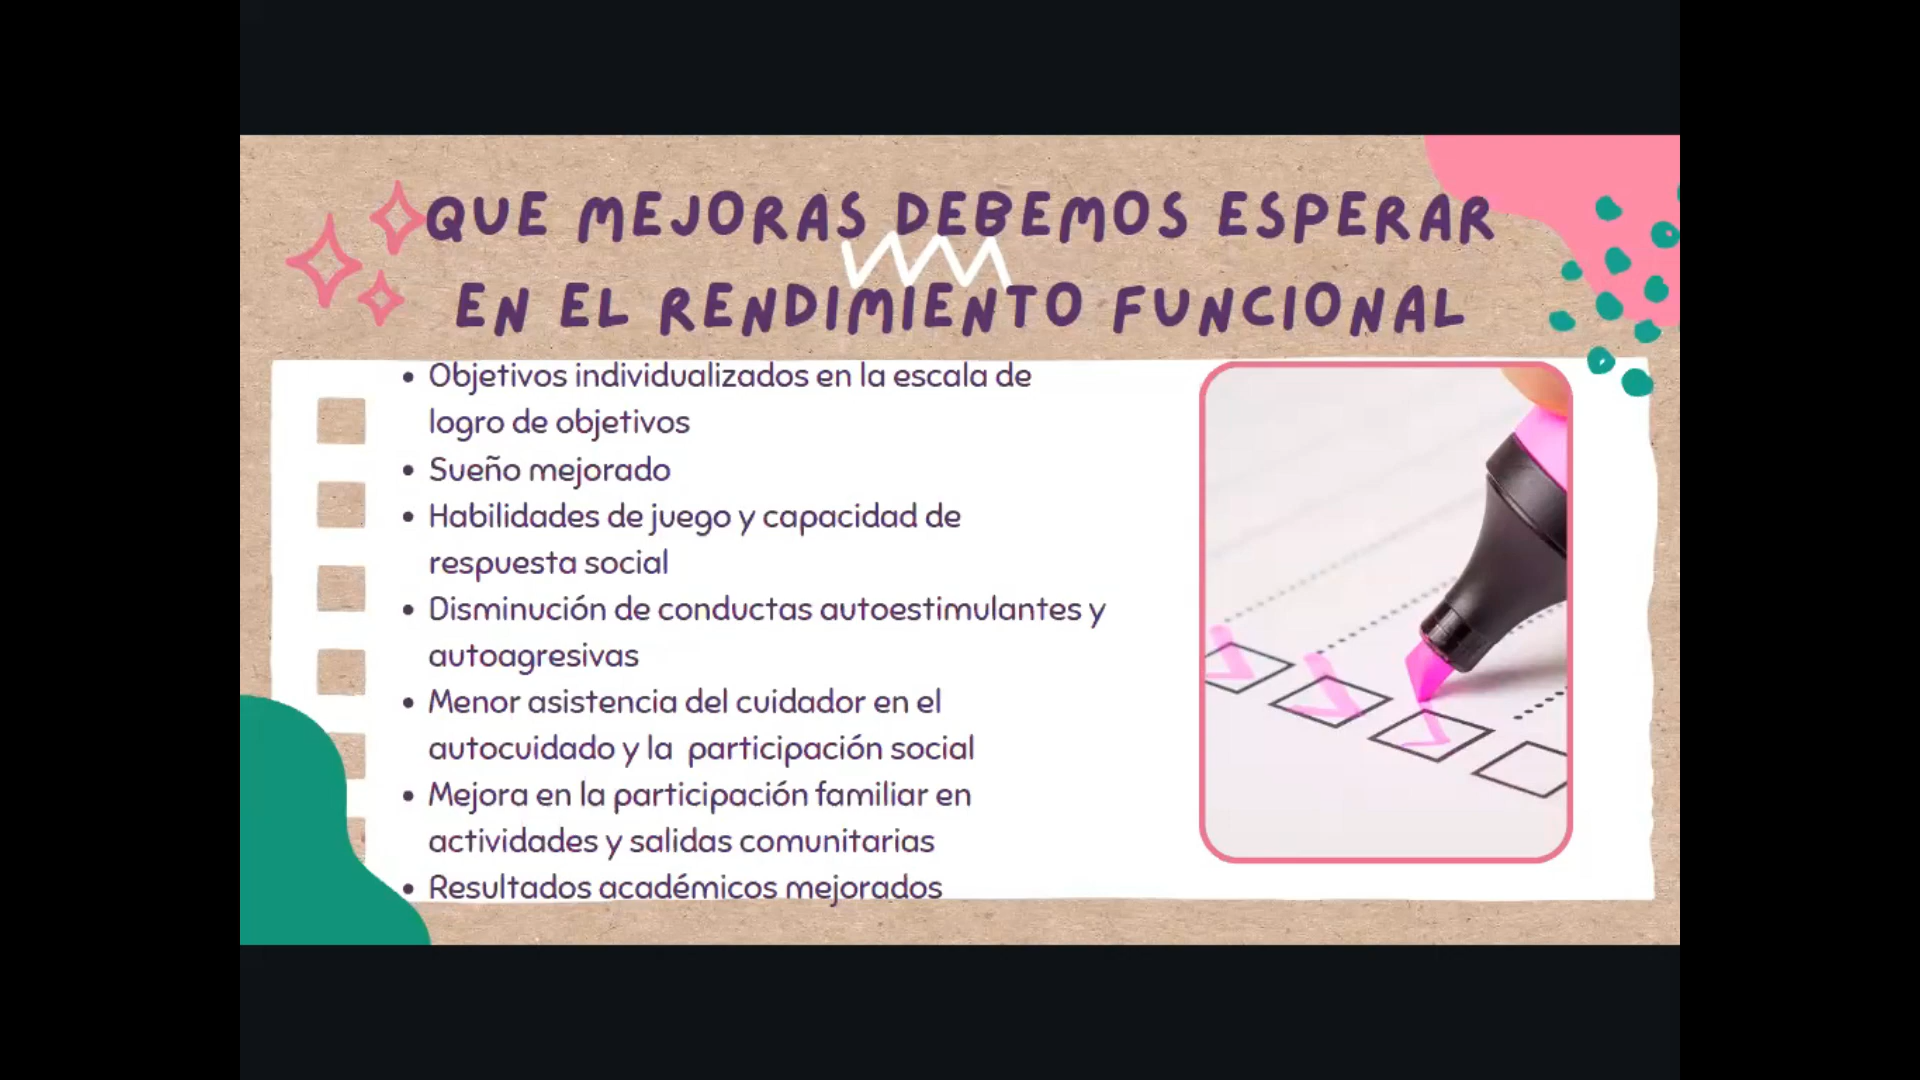 QUE MEJORAS DEBEMOS ESPERAR
EN EL RENDIMIENTO FUNCIONAL
• Objetivos individualizados en la escala de
logro de objetivos
• Sueño mejorado
• Habilidades de juego y capacidad de
respuesta social
• Disminución de conductas autoestimulantes y
autoagresivas
• Menor asistencia del cuidador en el
autocuidado y la  participación social
• Mejora en la participación familiar en
actividades y salidas comunitarias
• Resultados académicos mejorados